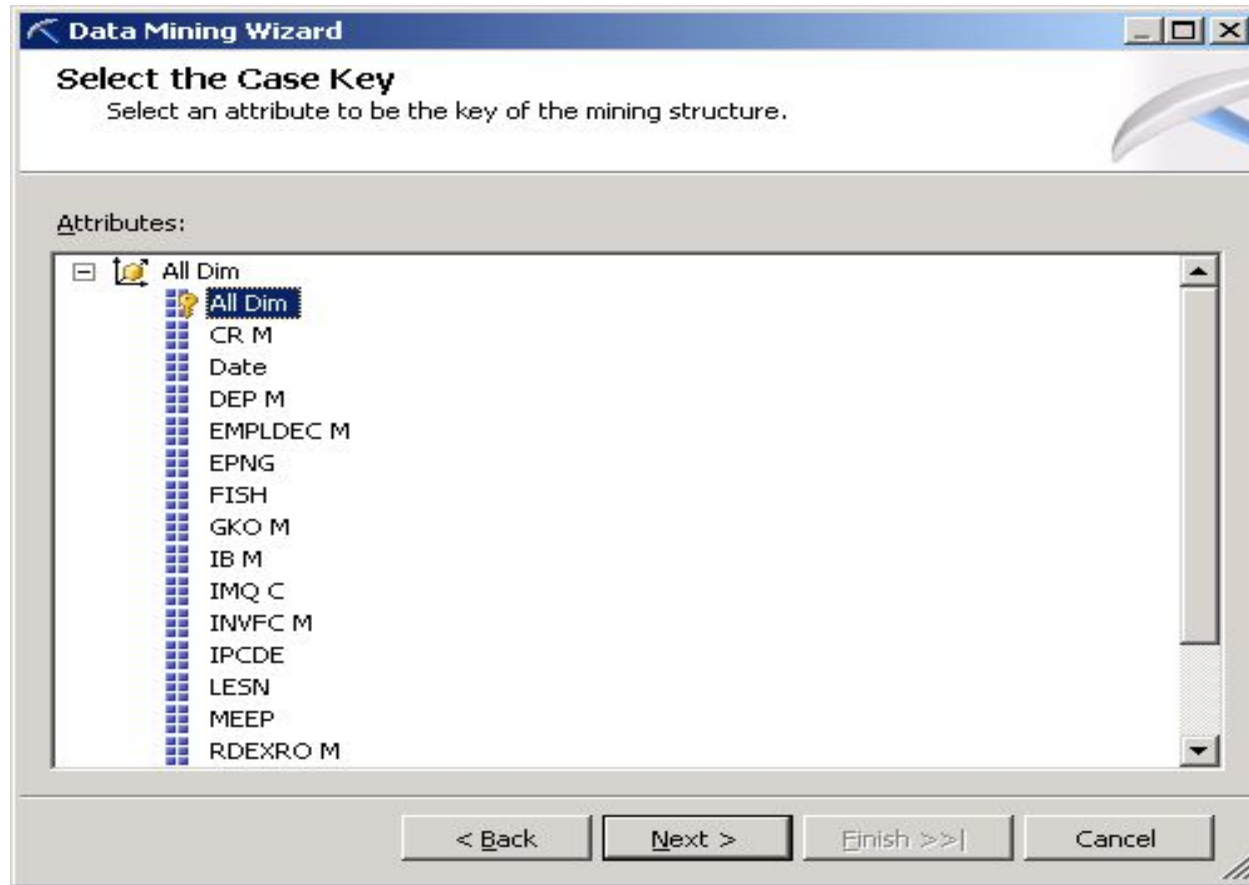 Data Mining Wizard
Select the Case Key
Select an attribute to be the key of the mining structure.
Attributes:
All Dim
All Dim
CR M
Date
DEP M
EMPLDEC M
EPNG
FISH
GKO M
IB M
IMQ C
INVFC M
IPCDE
LESN
MEEP
RDEXRO M
< Back Next > Finish >>| Cancel